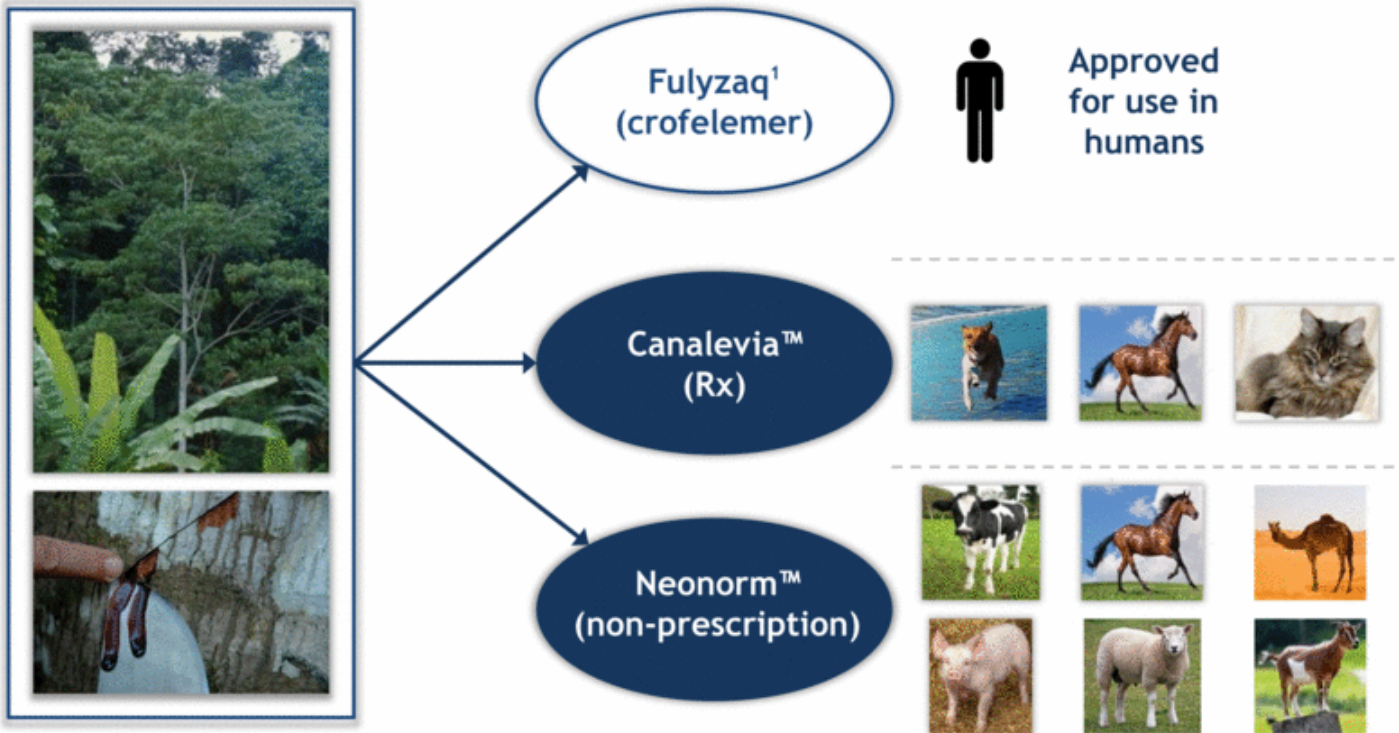 Fulyzaq¹
(crofelemer)
Approved
for use in
humans
Canalevia™
(Rx)
Neonorm™
(non-prescription)